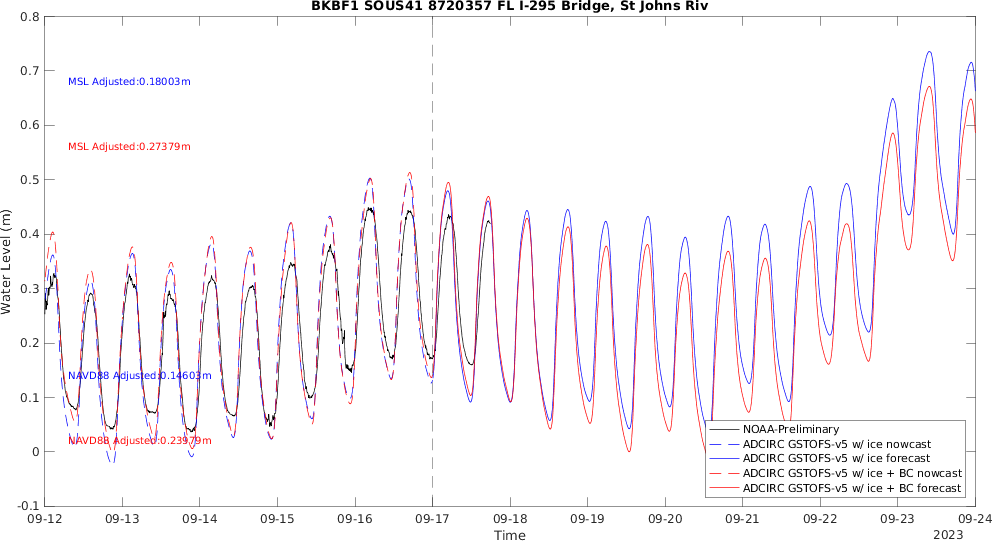 BKBF1 SOUS41 8720357 FL I-295 Bridge, St Johns Riv
0.8
0.7
0.6
0.5
0.4
0.3
0.2
0.1
0
-0.1
Water Level (m)
MSL Adjusted:0.18003m
MSL Adjusted:0.27379m
NAVD88 Adjusted:0.14603m
NAVD88 Adjusted:0.23979m
NOAA-Preliminary
ADCIRC GSTOFS-v5 w/ ice nowcast
ADCIRC GSTOFS-v5 w/ ice forecast
ADCIRC GSTOFS-v5 w/ ice + BC nowcast
ADCIRC GSTOFS-v5 w/ ice + BC forecast
09-12 09-13 09-14 09-15 09-16 09-17 09-18 09-19 09-20 09-21 09-22 09-23 09-24
Time
2023